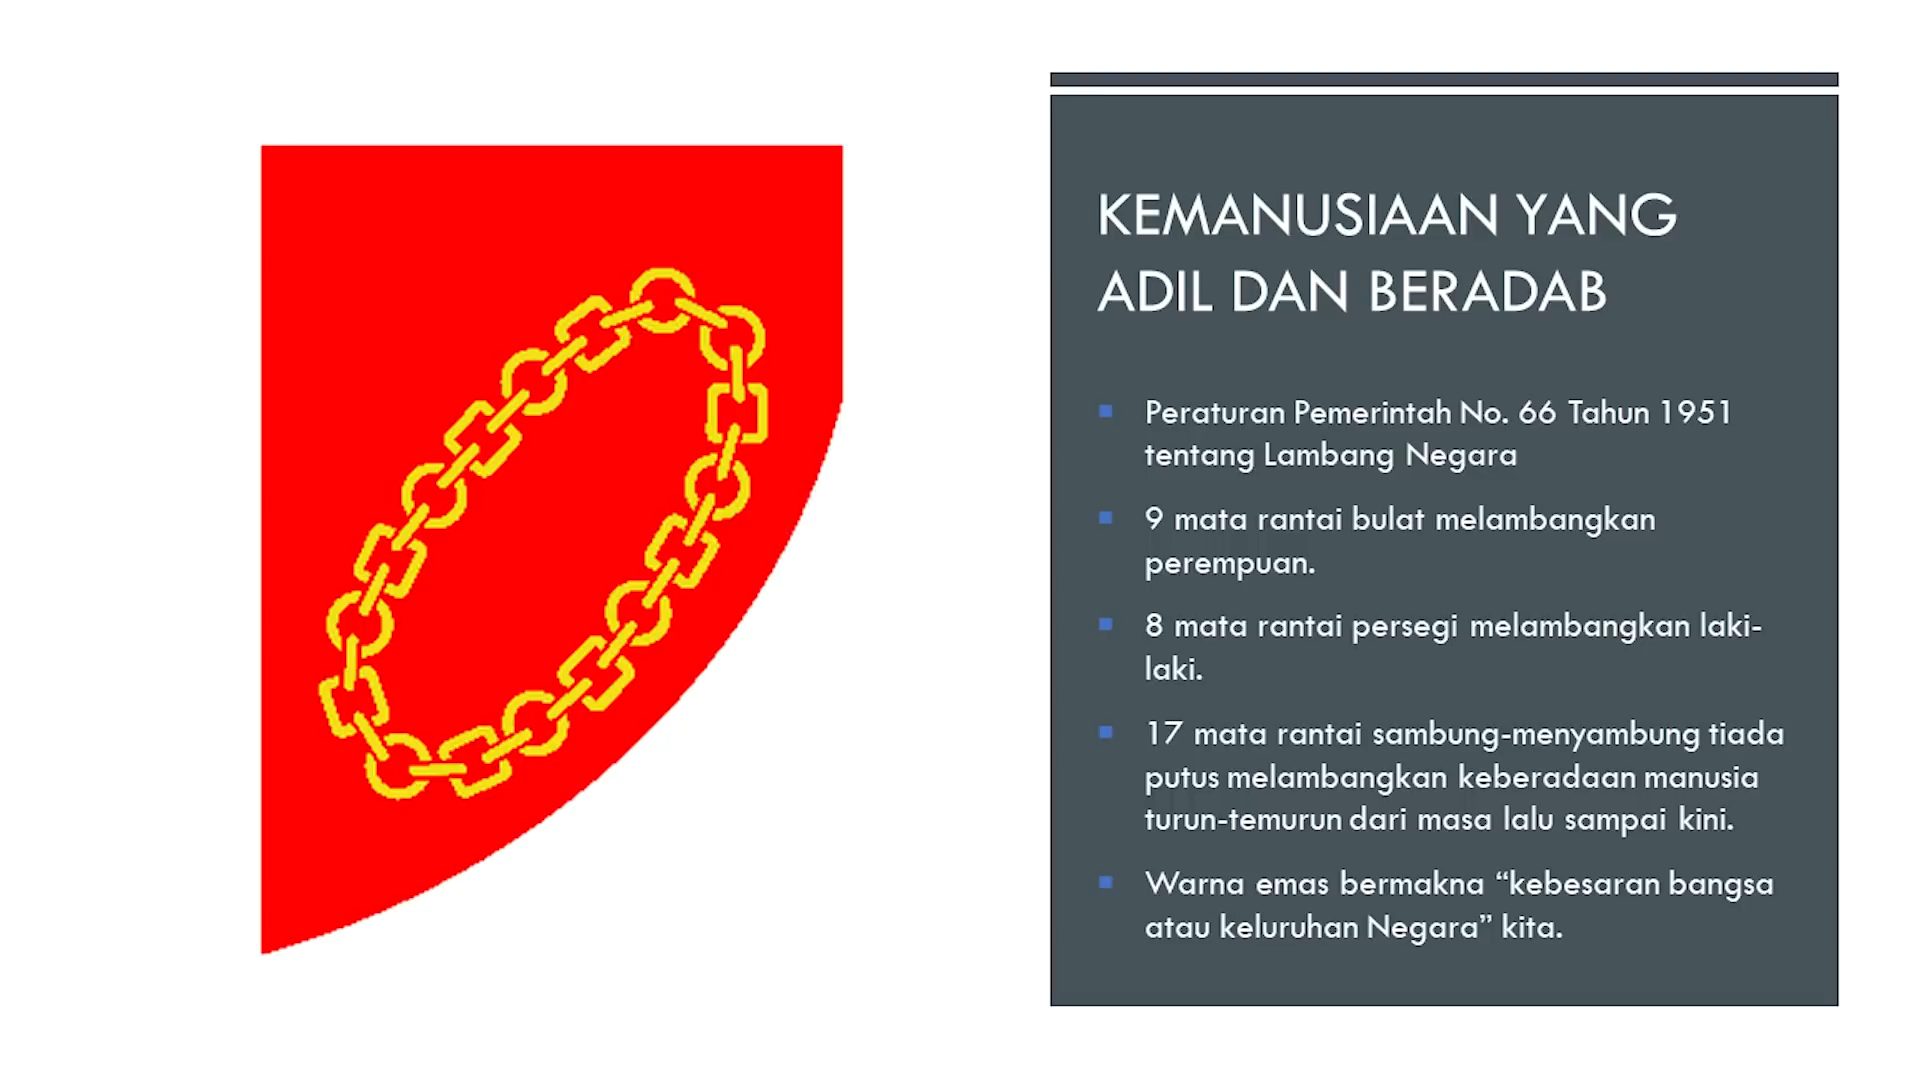 KEMANUSIAAN YANG
ADIL DAN BERADAB
Peraturan Pemerintah No. 66 Tahun 1951
tentang Lambang Negara
9 mata rantai bulat melambangkan
perempuan.
8 mata rantai persegi melambangkan laki-
laki.
17 mata rantai sambung-menyambung tiada
putus melambangkan keberadaan manusia
turun-temurun dari masa lalu sampai kini.
Warna emas bermakna “kebesaran bangsa
atau keluruhan Negara” kita.